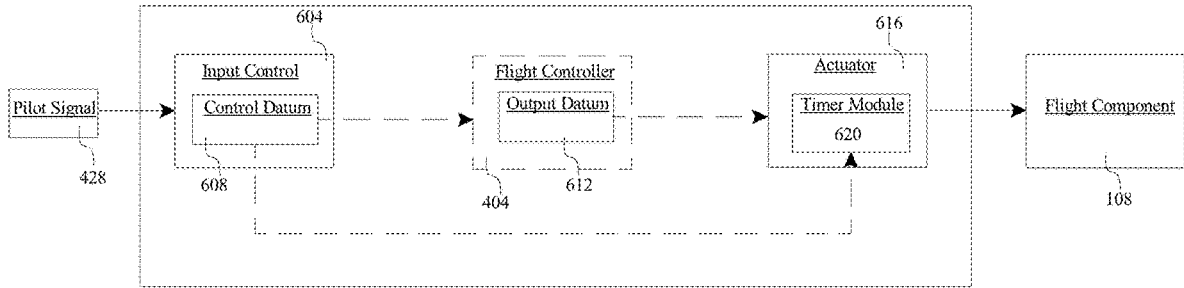 604
616
Input Control
Flight Controller
Actuator
Pilot Signal
Control Datum
Output Datum
Timer Module
Flight Component
620
428
608
404
612
108